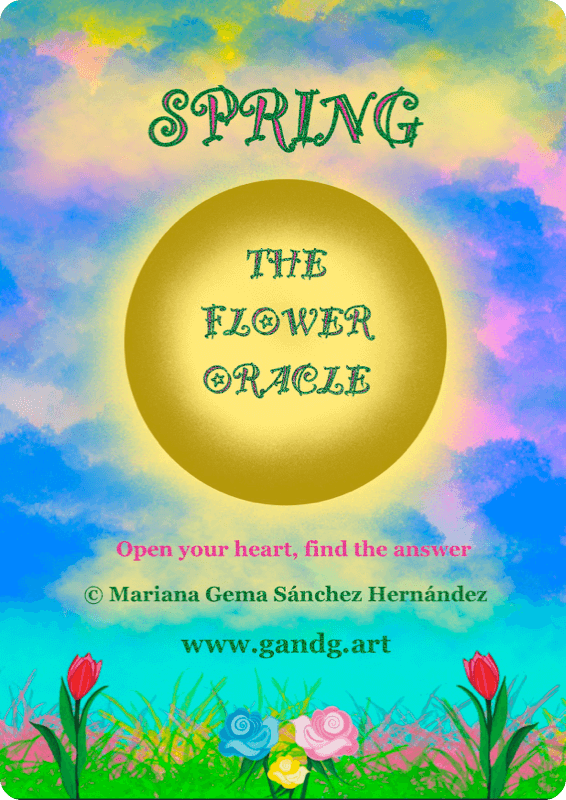 SPRING
THE
FLOWER
ORACLE
Open your heart, find the answer
© Mariana Gema Sánchez Hernández
www.gandg.art